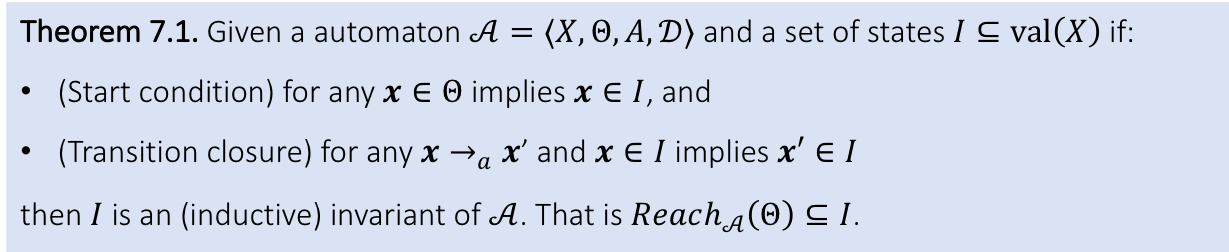 Theorem 7.1. Given a automaton 𝒜 = ⟨X, Θ, A, 𝒟⟩ and a set of states I ⊆ val(X) if:
• (Start condition) for any x ∈ Θ implies x ∈ I, and
• (Transition closure) for any x →ₐ x′ and x ∈ I implies x′ ∈ I
then I is an (inductive) invariant of 𝒜. That is Reach_𝒜(Θ) ⊆ I.